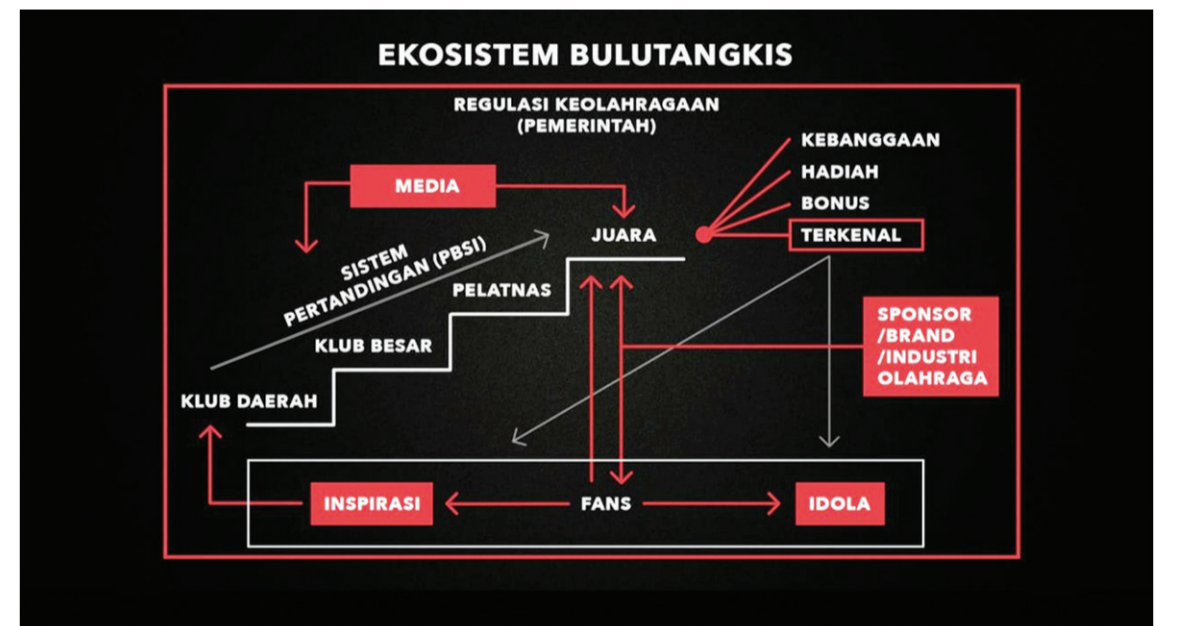 EKOSISTEM BULUTANGKIS
REGULASI KEOLAHRAGAAN
(PEMERINTAH)
KEBANGGAAN
HADIAH
BONUS
TERKENAL
MEDIA
JUARA
SISTEM
PERTANDINGAN (PBSI)
PELATNAS
KLUB BESAR
KLUB DAERAH
SPONSOR
/BRAND
/INDUSTRI
OLAHRAGA
INSPIRASI
FANS
IDOLA